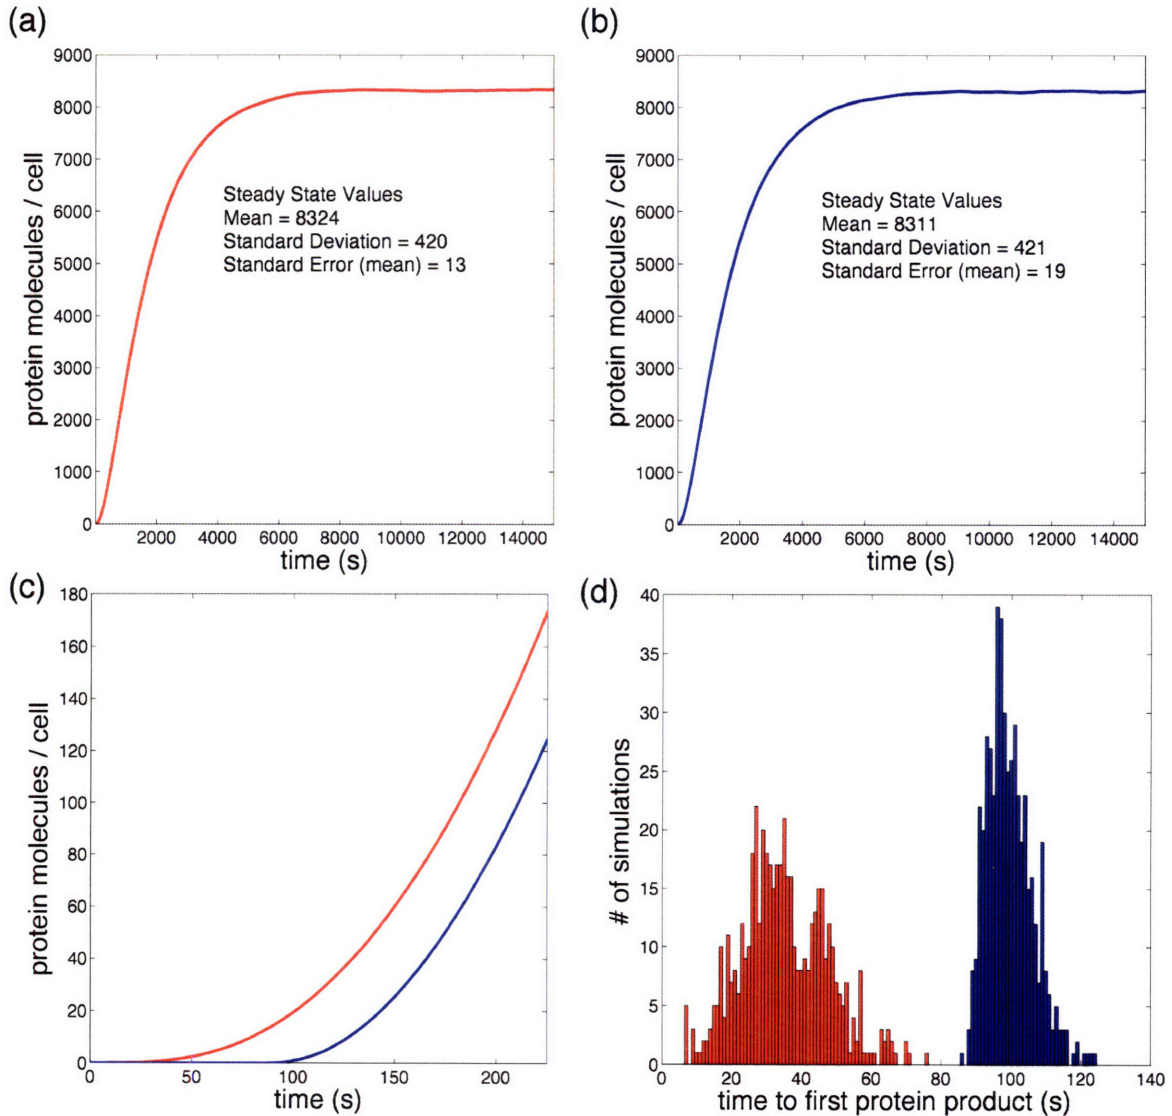 (a)
(b)
9000
8000
7000
6000
5000
4000
3000
2000
1000
0
protein molecules / cell
Steady State Values
Mean = 8324
Standard Deviation = 420
Standard Error (mean) = 13
2000 4000 6000 8000 10000 12000 14000
time (s)
9000
8000
7000
6000
5000
4000
3000
2000
1000
0
protein molecules / cell
Steady State Values
Mean = 8311
Standard Deviation = 421
Standard Error (mean) = 19
2000 4000 6000 8000 10000 12000 14000
time (s)
(c)
180
160
140
120
100
80
60
40
20
0
protein molecules / cell
0 50 100 150 200
time (s)
(d)
40
35
30
25
20
15
10
5
0
# of simulations
0 20 40 60 80 100 120 140
time to first protein product (s)